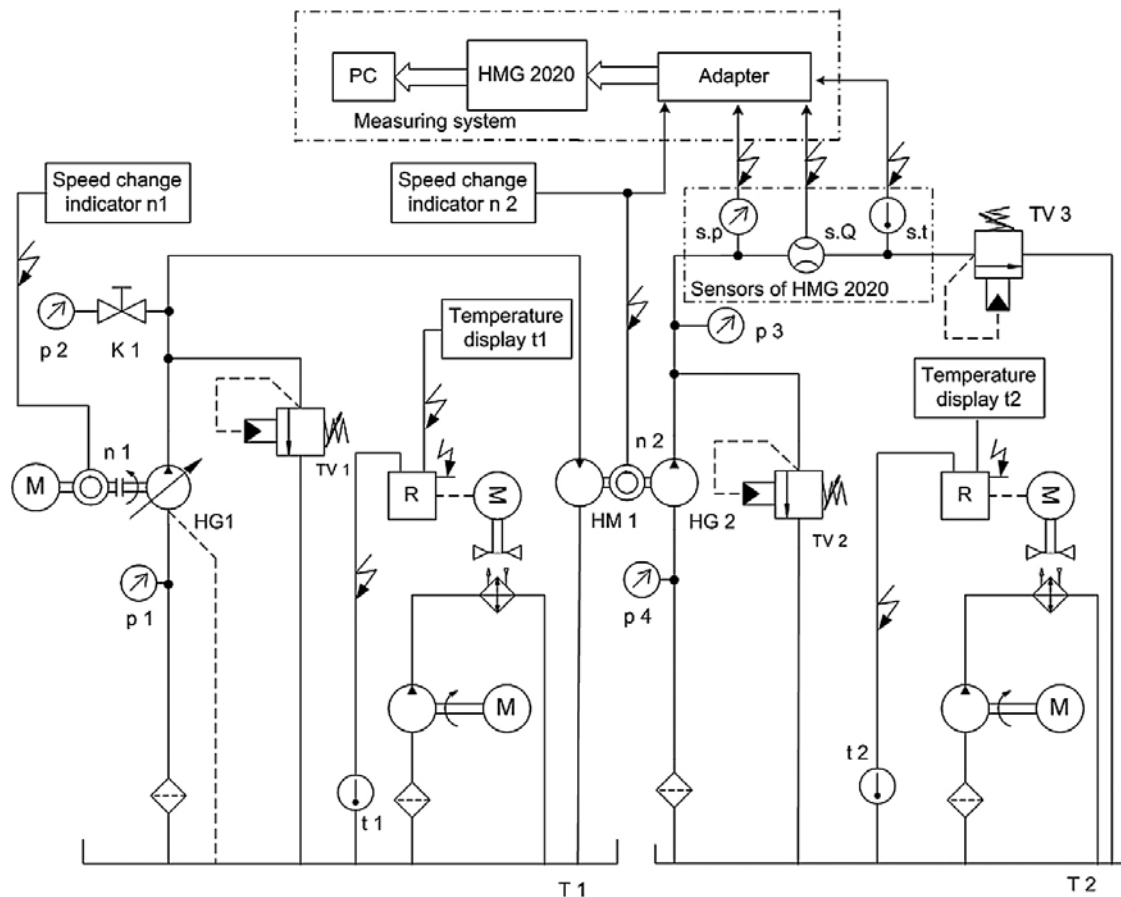 PC
HMG 2020
Adapter
Measuring system
Speed change
indicator n1
Speed change
indicator n 2
s.p
s.Q
s.t
TV 3
Sensors of HMG 2020
p 2
K 1
Temperature
display t1
p 3
Temperature
display t2
n 1
TV 1
n 2
M
HG1
R
M
HM 1
HG 2
TV 2
R
M
p 1
p 4
M
M
t 1
t 2
T 1
T 2